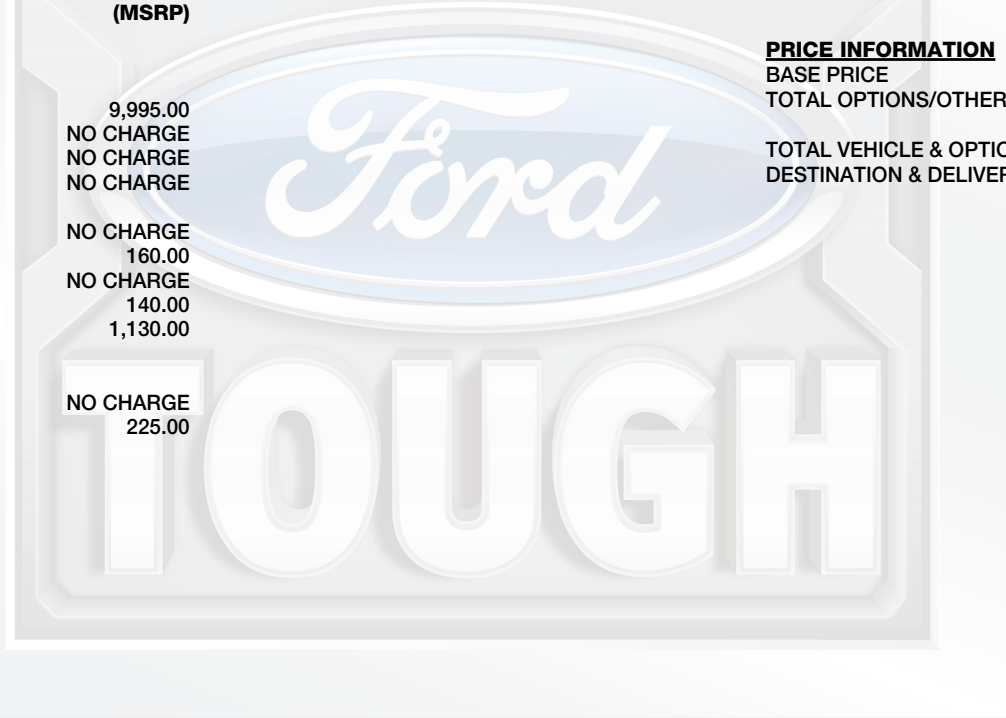 (MSRP)
9,995.00
NO CHARGE
NO CHARGE
NO CHARGE
NO CHARGE
160.00
NO CHARGE
140.00
1,130.00
NO CHARGE
225.00
PRICE INFORMATION
BASE PRICE
TOTAL OPTIONS/OTHER
TOTAL VEHICLE & OPTIO
DESTINATION & DELIVER
Ford
TOUGH